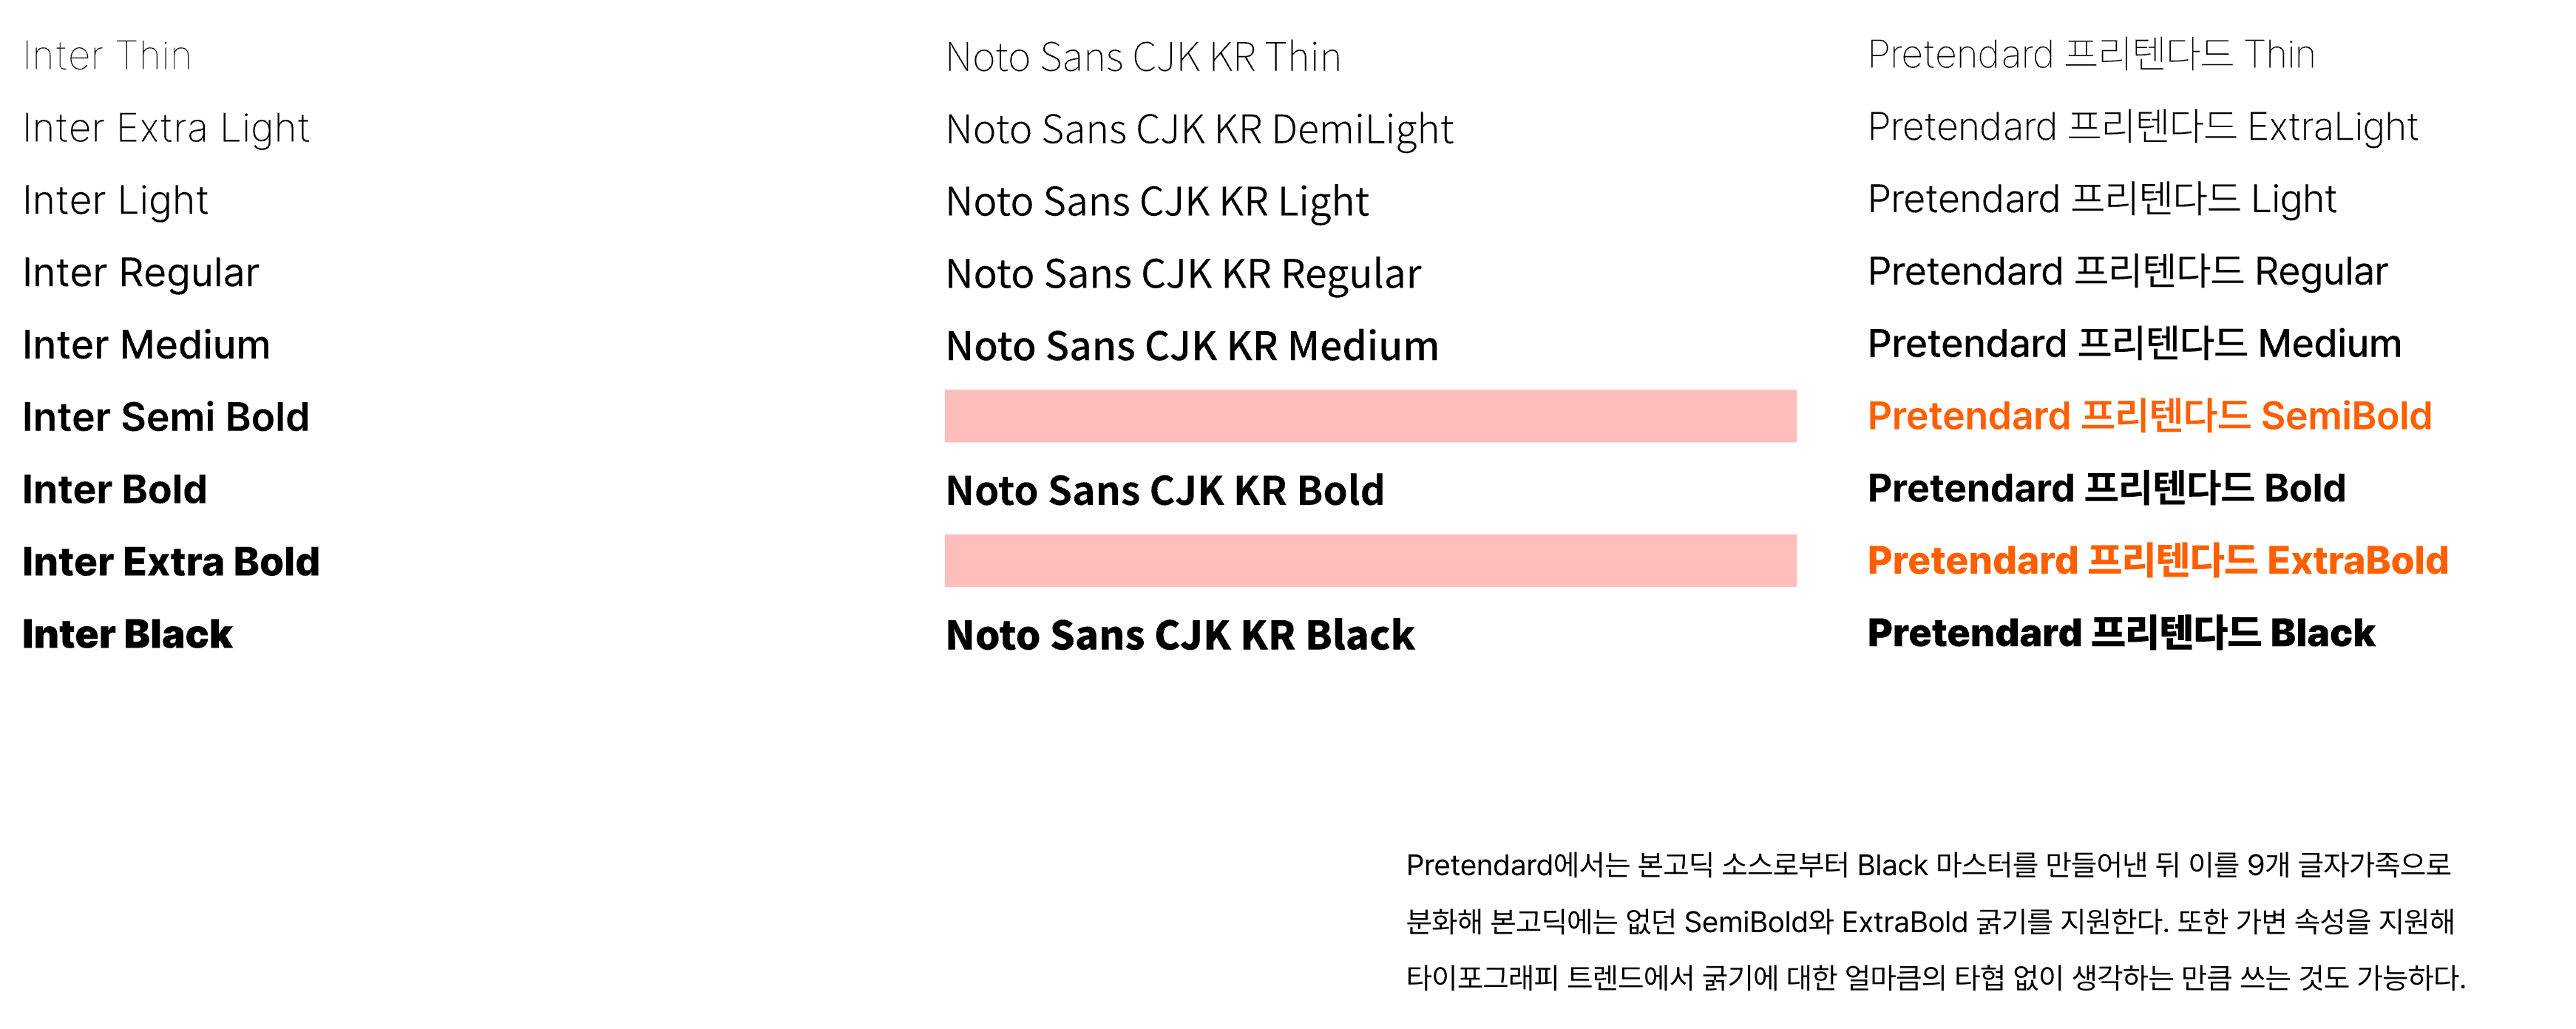 Inter Thin
Inter Extra Light
Inter Light
Inter Regular
Inter Medium
Inter Semi Bold
Inter Bold
Inter Extra Bold
Inter Black
Noto Sans CJK KR Thin
Noto Sans CJK KR DemiLight
Noto Sans CJK KR Light
Noto Sans CJK KR Regular
Noto Sans CJK KR Medium
Noto Sans CJK KR Bold
Noto Sans CJK KR Black
Pretendard 프리텐다드 Thin
Pretendard 프리텐다드 ExtraLight
Pretendard 프리텐다드 Light
Pretendard 프리텐다드 Regular
Pretendard 프리텐다드 Medium
Pretendard 프리텐다드 SemiBold
Pretendard 프리텐다드 Bold
Pretendard 프리텐다드 ExtraBold
Pretendard 프리텐다드 Black
Pretendard에서는 본고딕 소스로부터 Black 마스터를 만들어낸 뒤 이를 9개 글자가족으로
분화해 본고딕에는 없던 SemiBold와 ExtraBold 굵기를 지원한다. 또한 가변 속성을 지원해
타이포그래피 트렌드에서 굵기에 대한 얼마큼의 타협 없이 생각하는 만큼 쓰는 것도 가능하다.